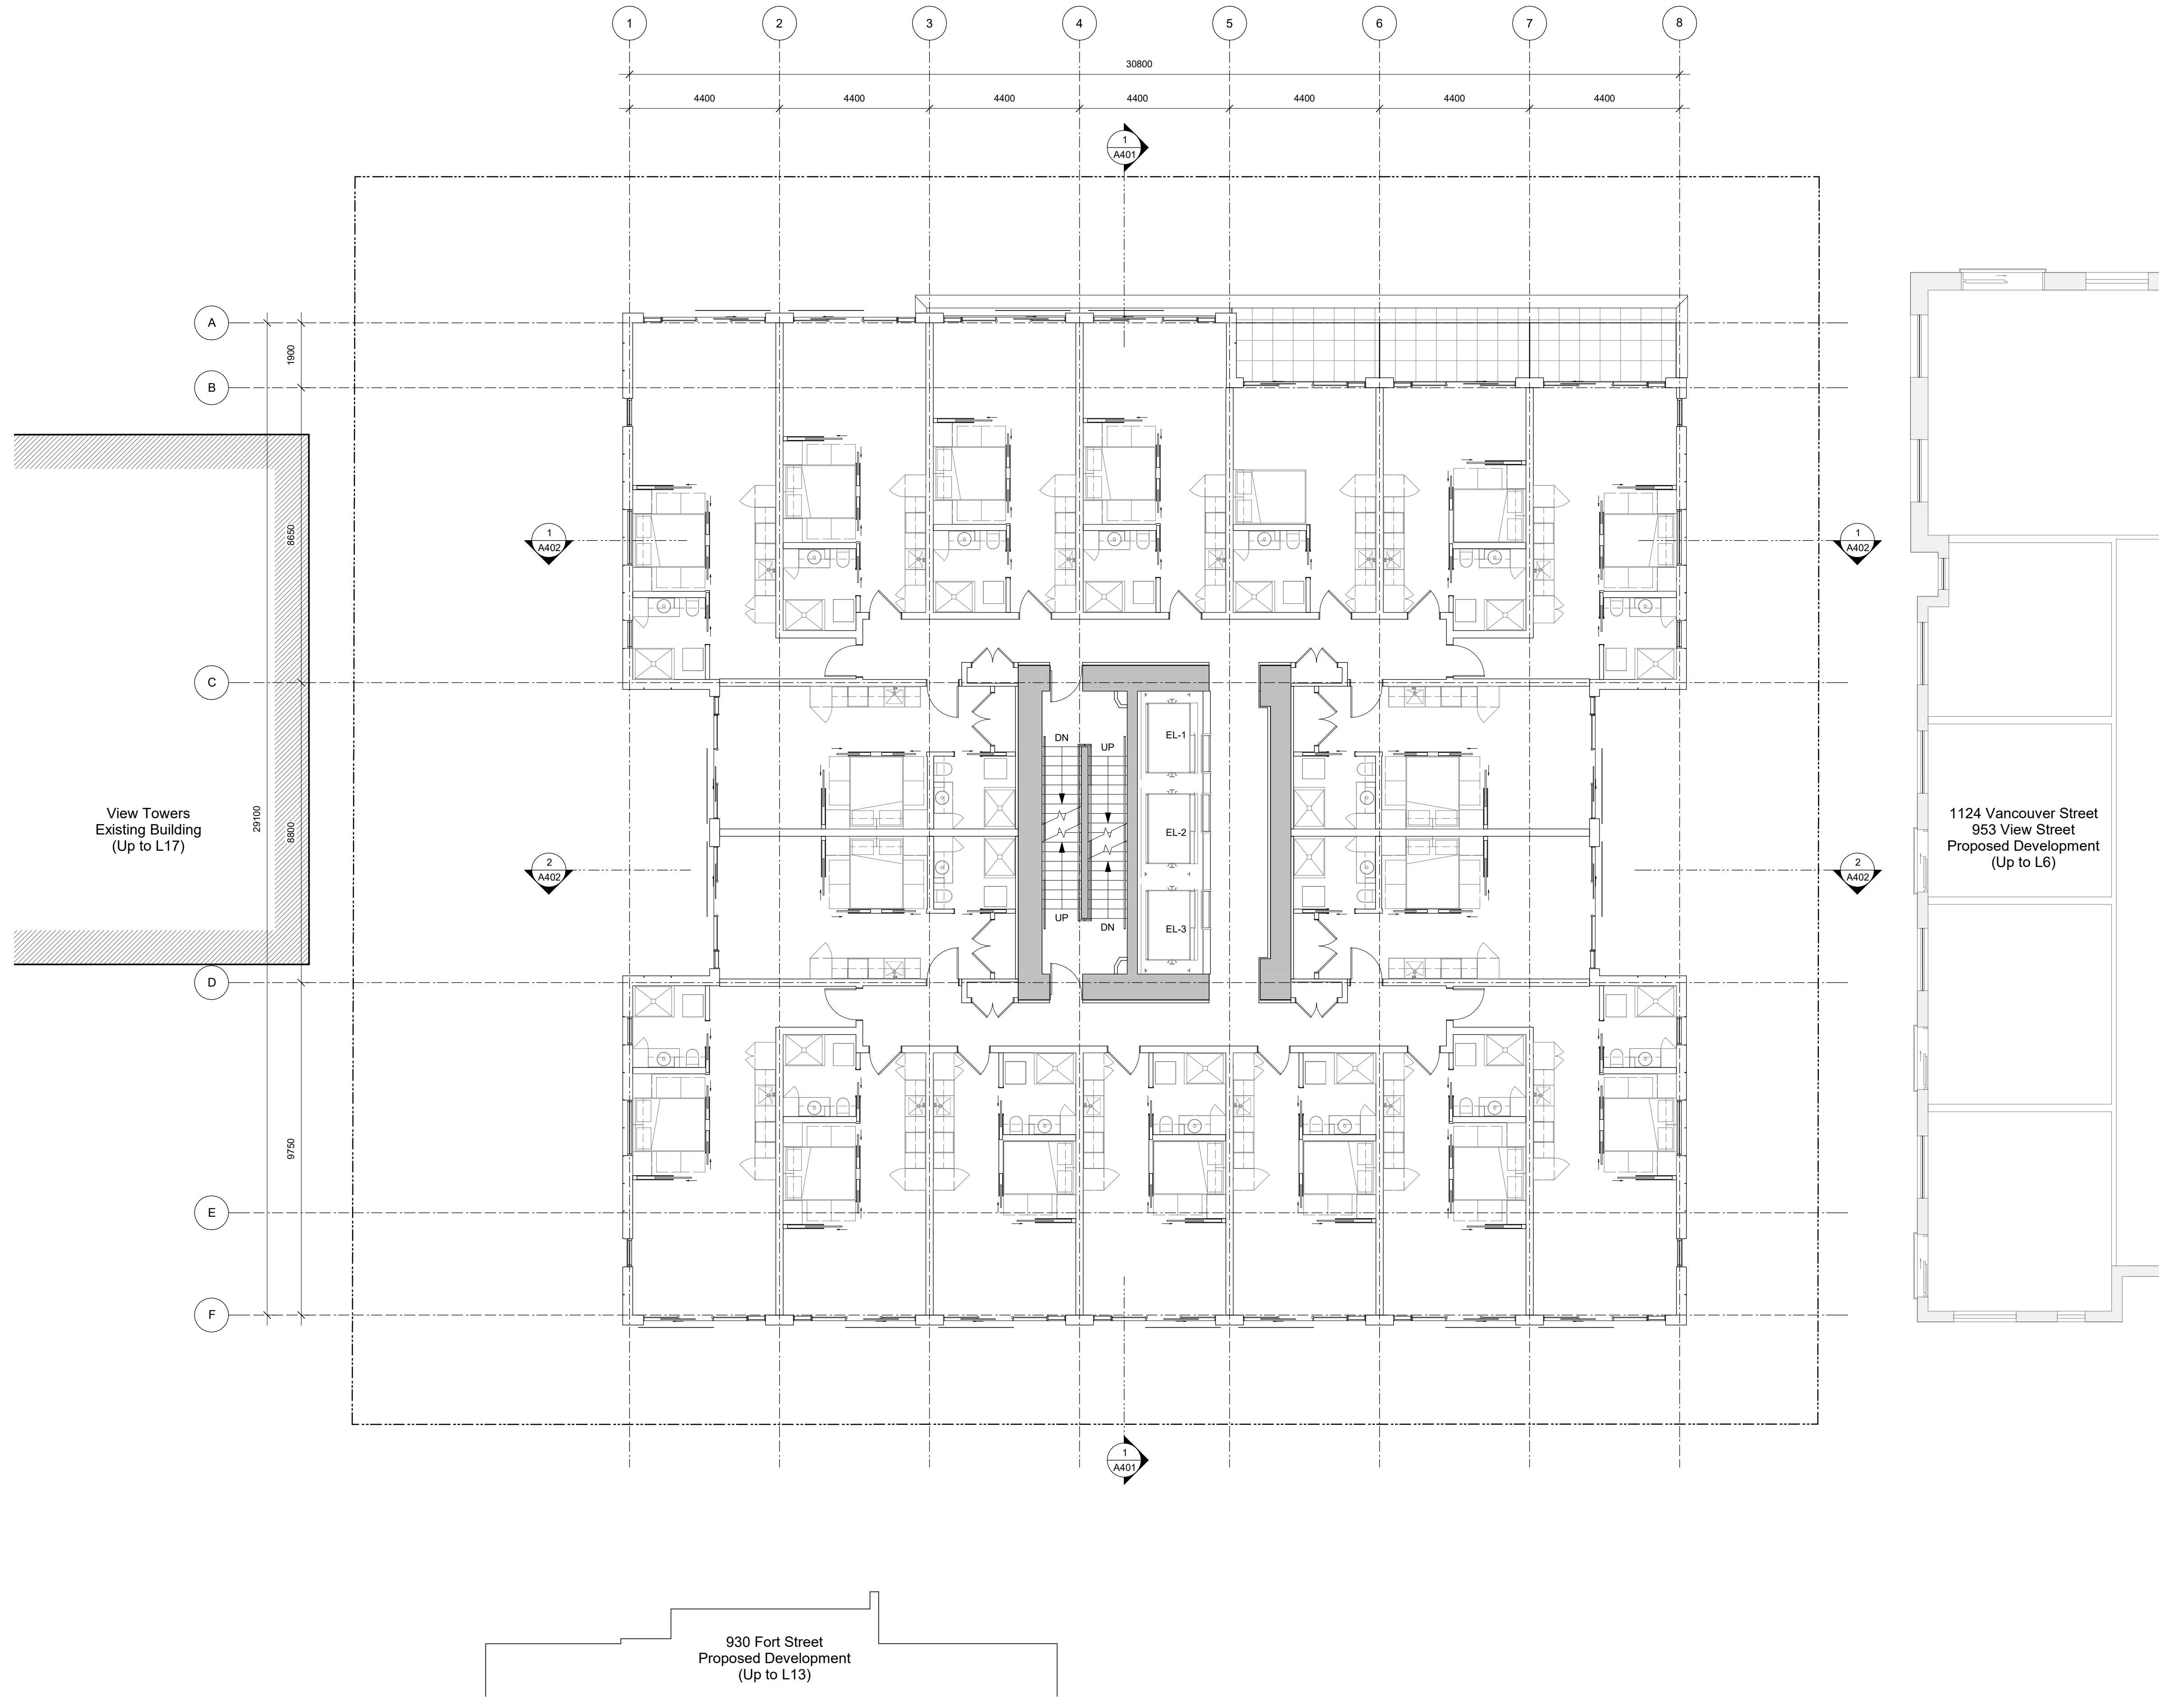 1
2
3
4
5
6
7
8
30800
4400
4400
4400
4400
4400
4400
4400
1
A401
A
1900
B
8650
1
A402
1
A402
C
DN
UP
EL-1
View Towers
Existing Building
(Up to L17)
29100
8800
EL-2
1124 Vancouver Street
953 View Street
Proposed Development
(Up to L6)
2
A402
2
A402
UP
DN
EL-3
D
9750
E
F
1
A401
930 Fort Street
Proposed Development
(Up to L13)